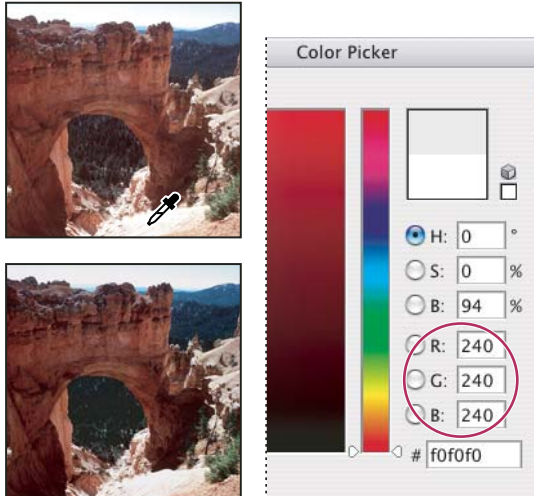 Color Picker
H: 0 °
S: 0 %
B: 94 %
R: 240
G: 240
B: 240
# f0f0f0